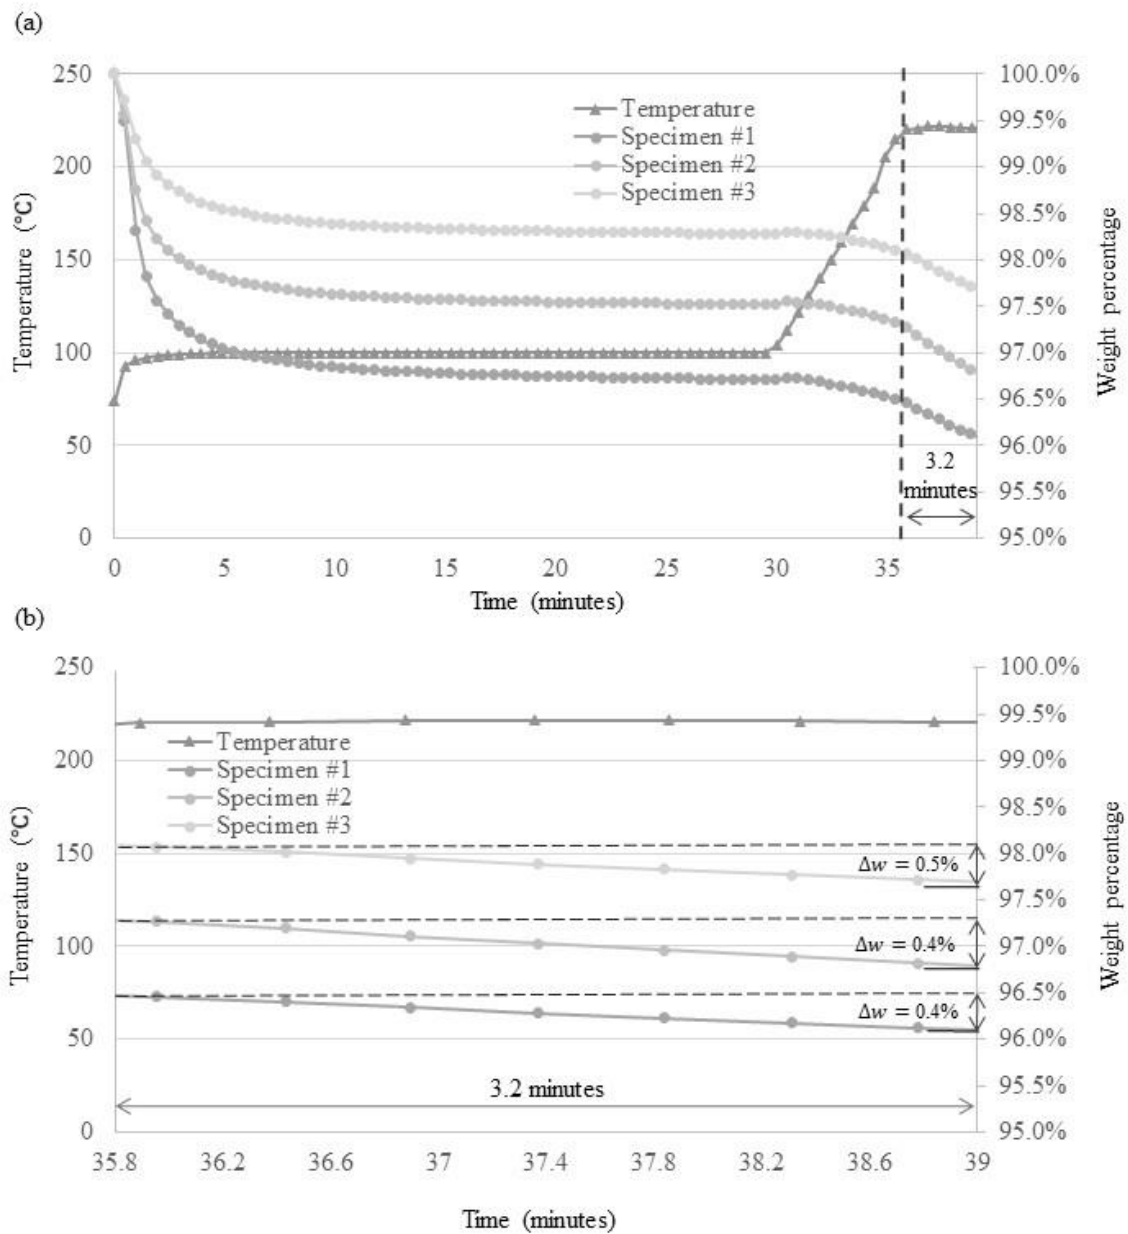 (a)
250
200
150
100
50
0
Temperature (°C)
Temperature
Specimen #1
Specimen #2
Specimen #3
100.0%
99.5%
99.0%
98.5%
98.0%
97.5%
97.0%
96.5%
96.0%
95.5%
95.0%
Weight percentage
3.2
minutes
0 5 10 15 20 25 30 35
Time (minutes)
(b)
250
200
150
100
50
0
Temperature (°C)
Temperature
Specimen #1
Specimen #2
Specimen #3
Δw = 0.5%
Δw = 0.4%
Δw = 0.4%
3.2 minutes
100.0%
99.5%
99.0%
98.5%
98.0%
97.5%
97.0%
96.5%
96.0%
95.5%
95.0%
Weight percentage
35.8 36.2 36.6 37 37.4 37.8 38.2 38.6 39
Time (minutes)